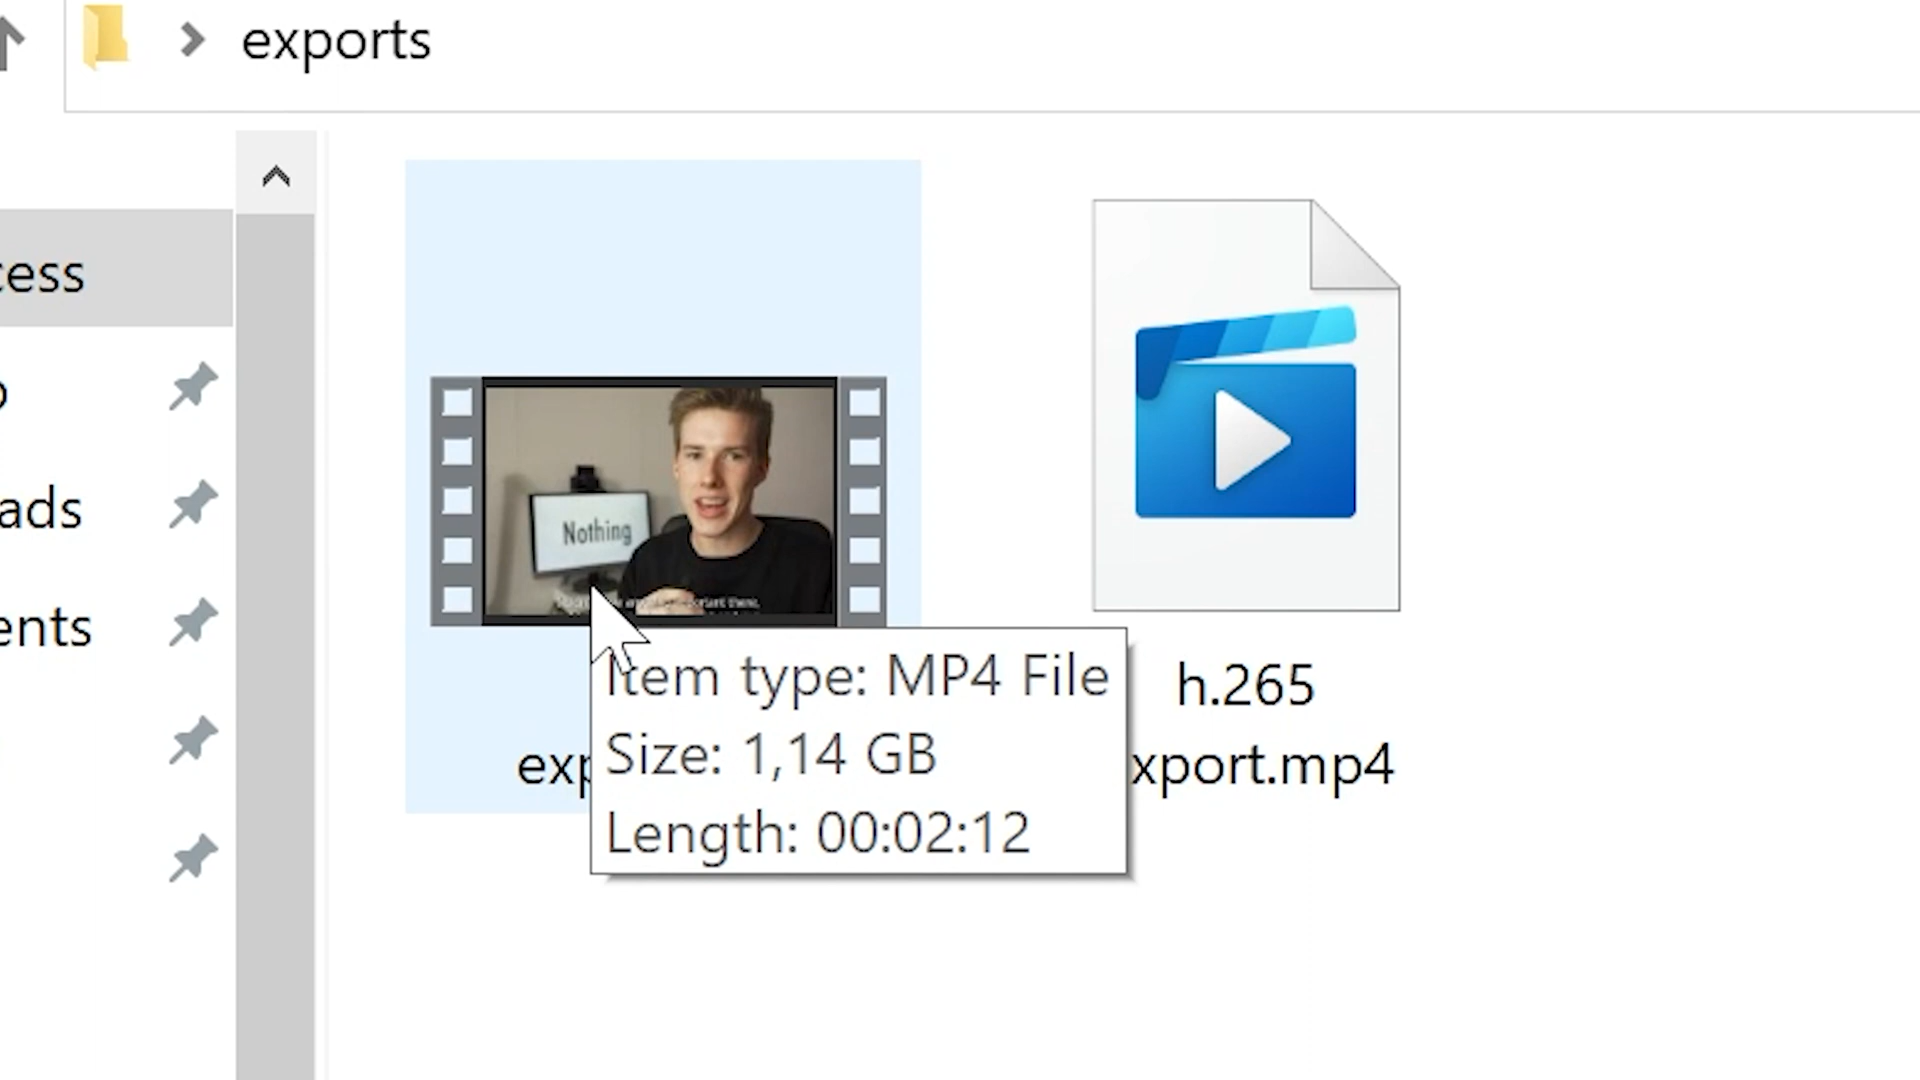 exports
cess
ads
ents
Nothing
Item type: MP4 File
Size: 1,14 GB
Length: 00:02:12
exp
h.265
xport.mp4